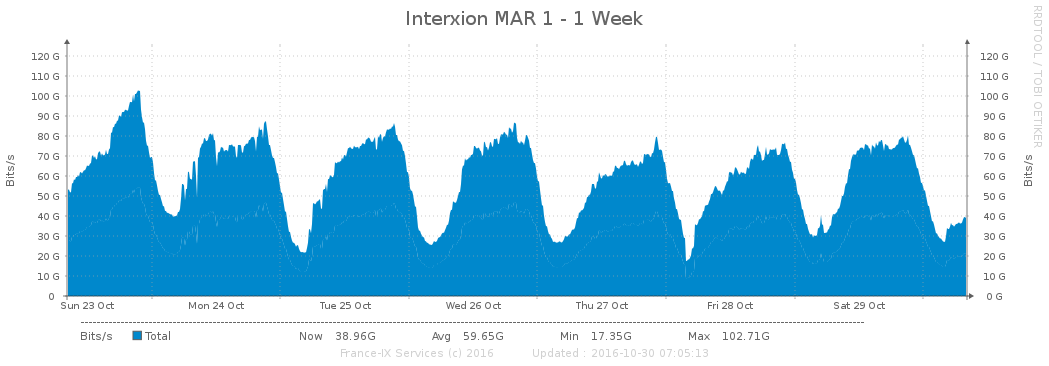 Interxion MAR 1 - 1 Week
RRDTOOL / TOBI OETIKER
Bits/s
120 G 120 G
110 G 110 G
100 G 100 G
90 G 90 G
80 G 80 G
70 G 70 G
60 G 60 G
50 G 50 G
40 G 40 G
30 G 30 G
20 G 20 G
10 G 10 G
0 0 G
Bits/s
Sun 23 Oct Mon 24 Oct Tue 25 Oct Wed 26 Oct Thu 27 Oct Fri 28 Oct Sat 29 Oct
Bits/s Total Now 38.96G Avg 59.65G Min 17.35G Max 102.71G
France-IX Services (c) 2016 Updated : 2016-10-30 07:05:13